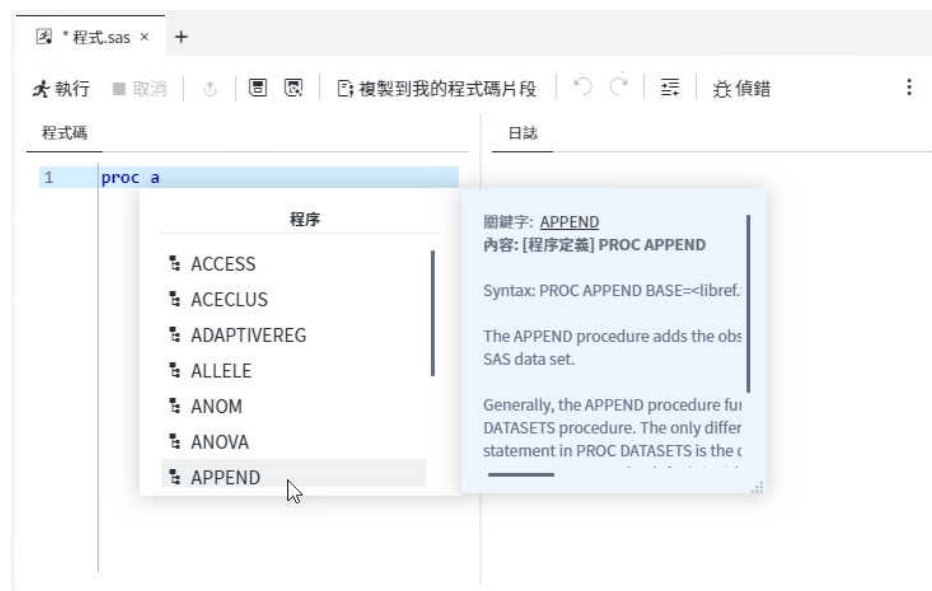 *程式.sas × +
執行 取消 複製到我的程式碼片段 偵錯
程式碼
日誌
1 proc a
程序
ACCESS
ACECLUS
ADAPTIVEREG
ALLELE
ANOM
ANOVA
APPEND
關鍵字: APPEND
內容: [程序定義] PROC APPEND
Syntax: PROC APPEND BASE=<libref.
The APPEND procedure adds the obs
SAS data set.
Generally, the APPEND procedure fu
DATASETS procedure. The only differ
statement in PROC DATASETS is the